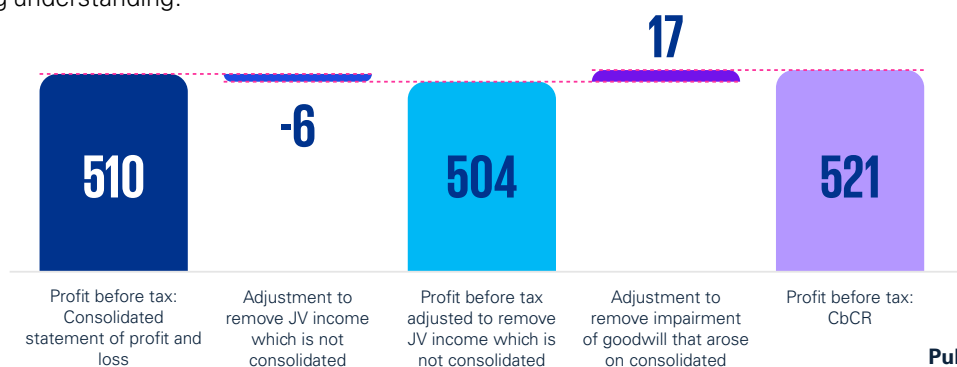 g understanding.
17
-6
510
504
521
Profit before tax:
Consolidated
statement of profit and
loss
Adjustment to
remove JV income
which is not
consolidated
Profit before tax
adjusted to remove
JV income which is
not consolidated
Adjustment to
remove impairment
of goodwill that arose
on consolidated
Profit before tax:
CbCR
Pul